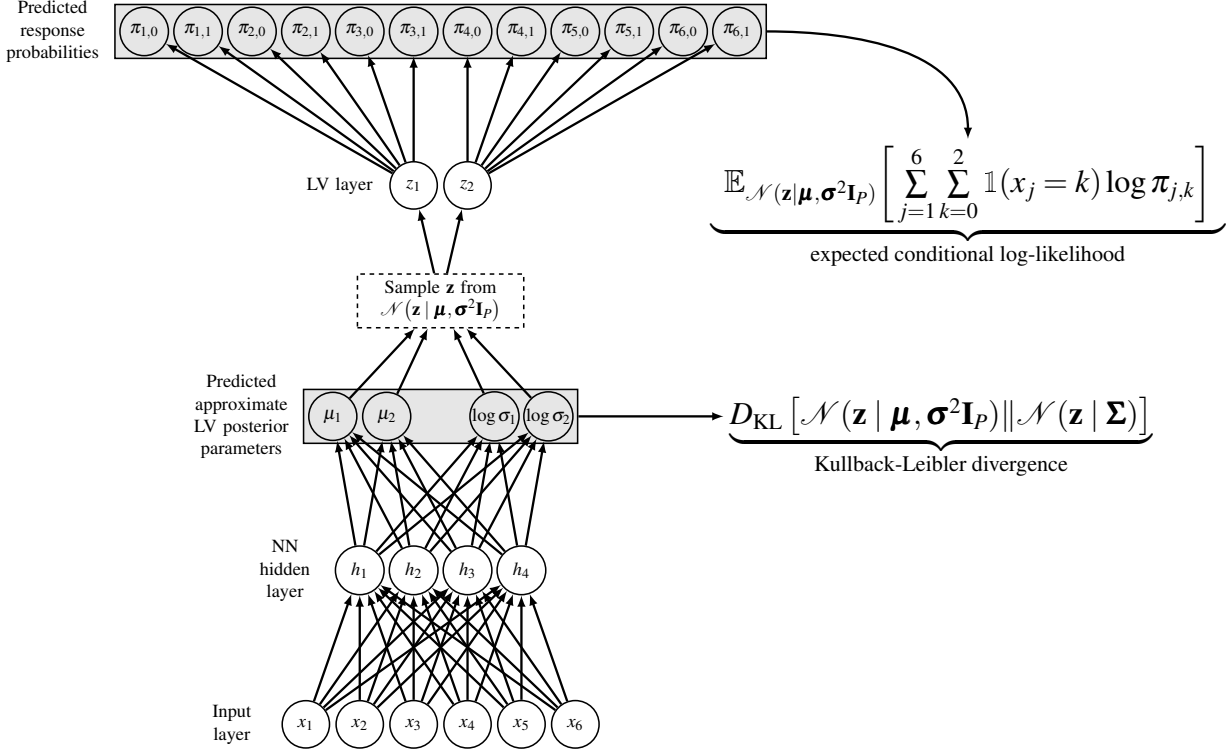 Predicted
response
probabilities
π1,0 π1,1 π2,0 π2,1 π3,0 π3,1 π4,0 π4,1 π5,0 π5,1 π6,0 π6,1
LV layer
z1 z2
𝔼𝒩(𝐳|𝛍,𝛔²𝐈P) [ ∑j=1^6 ∑k=0^2 𝟙(xj = k) log πj,k ]
expected conditional log-likelihood
Sample 𝐳 from
𝒩(𝐳 | 𝛍, 𝛔²𝐈P)
Predicted
approximate
LV posterior
parameters
μ1 μ2 log σ1 log σ2
DKL [𝒩(𝐳 | 𝛍, 𝛔²𝐈P)‖𝒩(𝐳 | 𝚺)]
Kullback-Leibler divergence
NN
hidden
layer
h1 h2 h3 h4
Input
layer
x1 x2 x3 x4 x5 x6